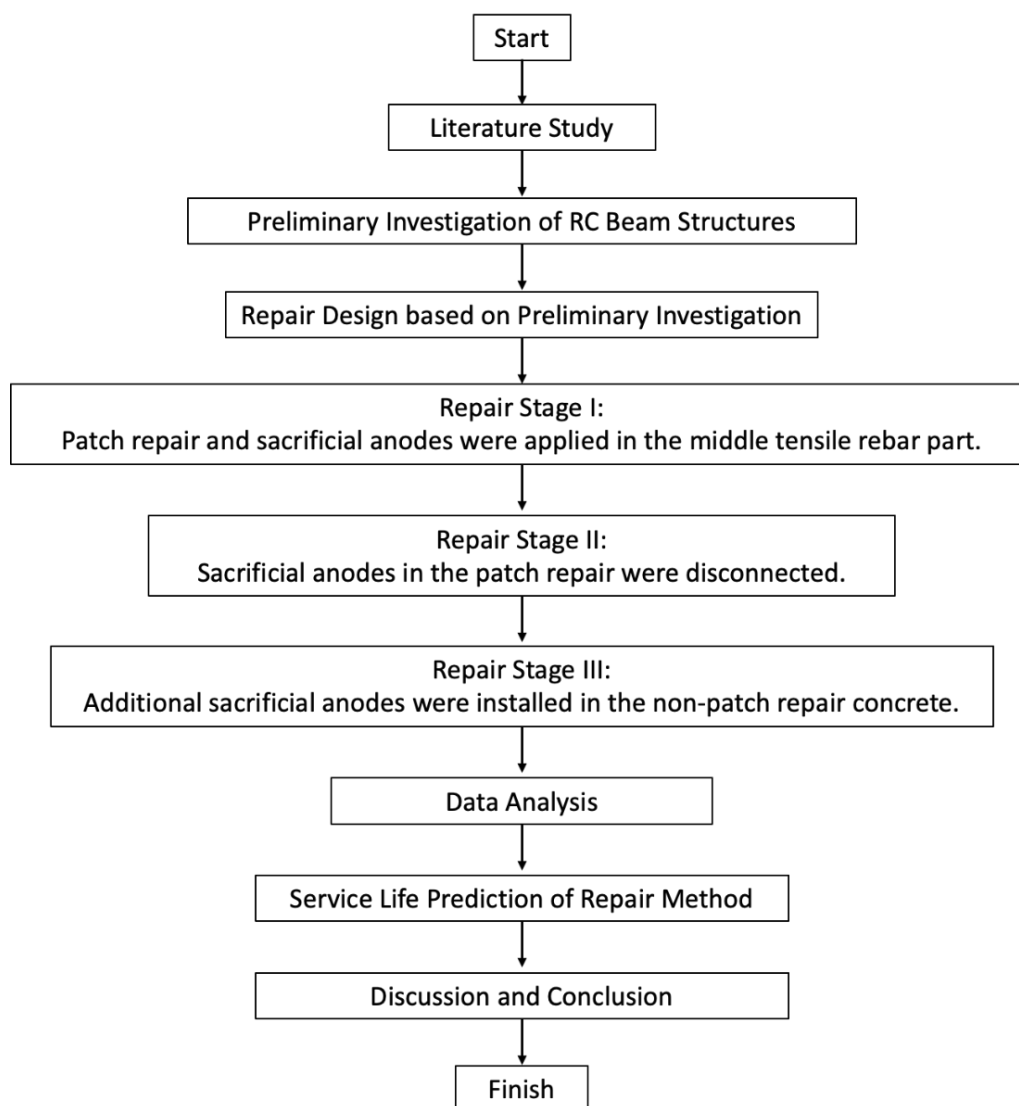 Start
Literature Study
Preliminary Investigation of RC Beam Structures
Repair Design based on Preliminary Investigation
Repair Stage I:
Patch repair and sacrificial anodes were applied in the middle tensile rebar part.
Repair Stage II:
Sacrificial anodes in the patch repair were disconnected.
Repair Stage III:
Additional sacrificial anodes were installed in the non-patch repair concrete.
Data Analysis
Service Life Prediction of Repair Method
Discussion and Conclusion
Finish